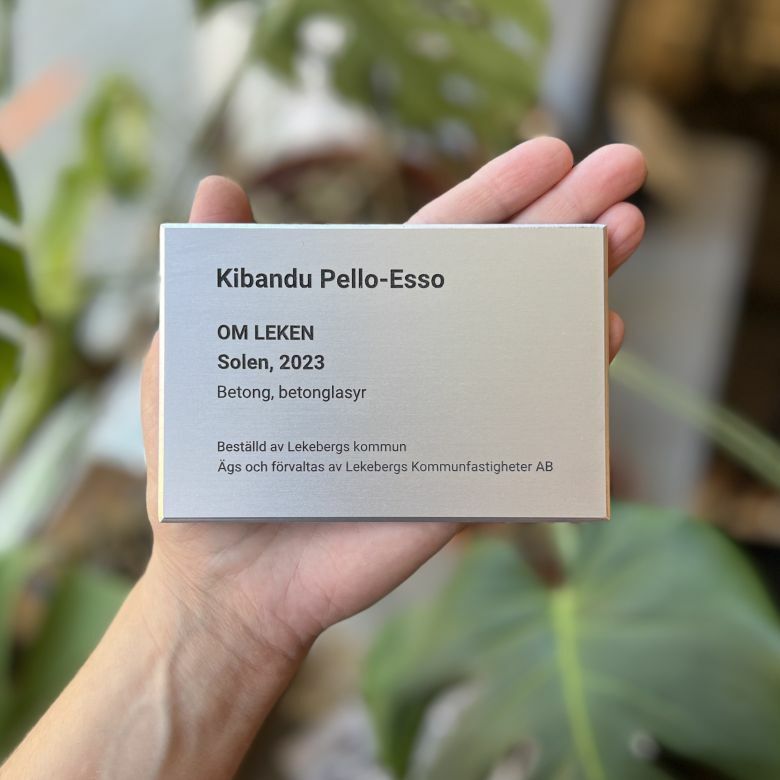 Kibandu Pello-Esso
OM LEKEN
Solen, 2023
Betong, betonglasyr
Beställd av Lekebergs kommun
Ägs och förvaltas av Lekebergs Kommunfastigheter AB